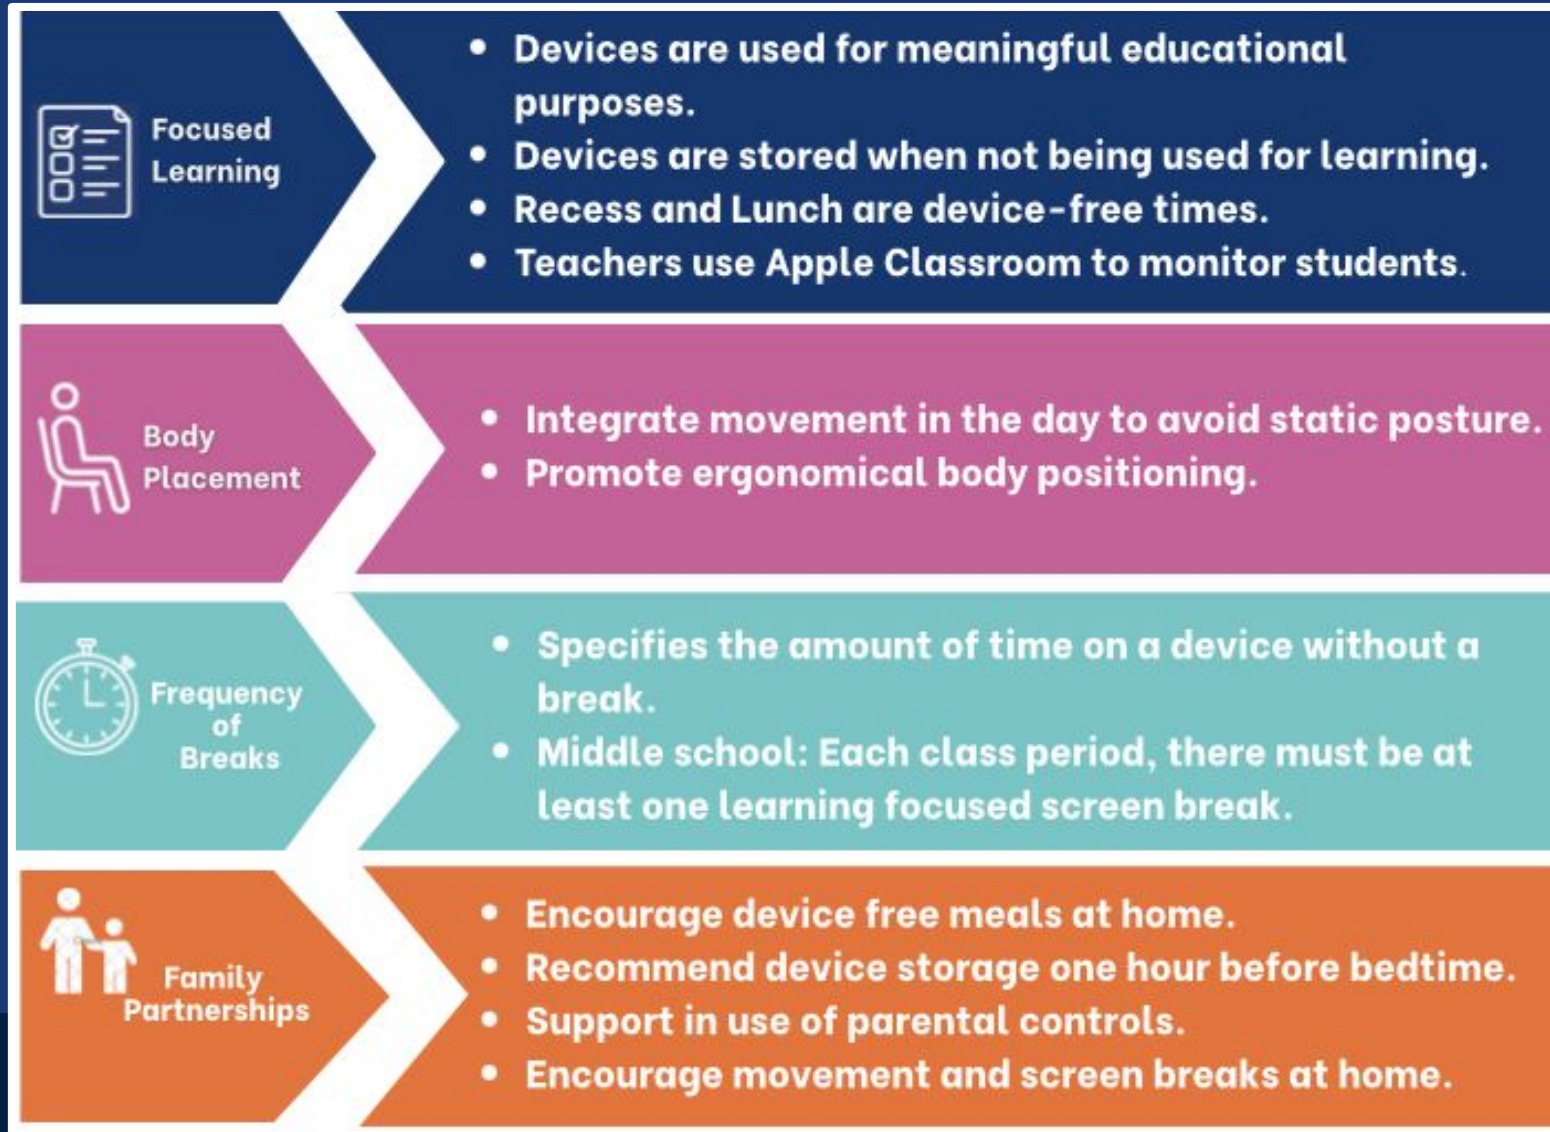 Focused
Learning
• Devices are used for meaningful educational
purposes.
• Devices are stored when not being used for learning.
• Recess and Lunch are device-free times.
• Teachers use Apple Classroom to monitor students.
Body
Placement
• Integrate movement in the day to avoid static posture.
• Promote ergonomical body positioning.
Frequency
of
Breaks
• Specifies the amount of time on a device without a
break.
• Middle school: Each class period, there must be at
least one learning focused screen break.
Family
Partnerships
• Encourage device free meals at home.
• Recommend device storage one hour before bedtime.
• Support in use of parental controls.
• Encourage movement and screen breaks at home.